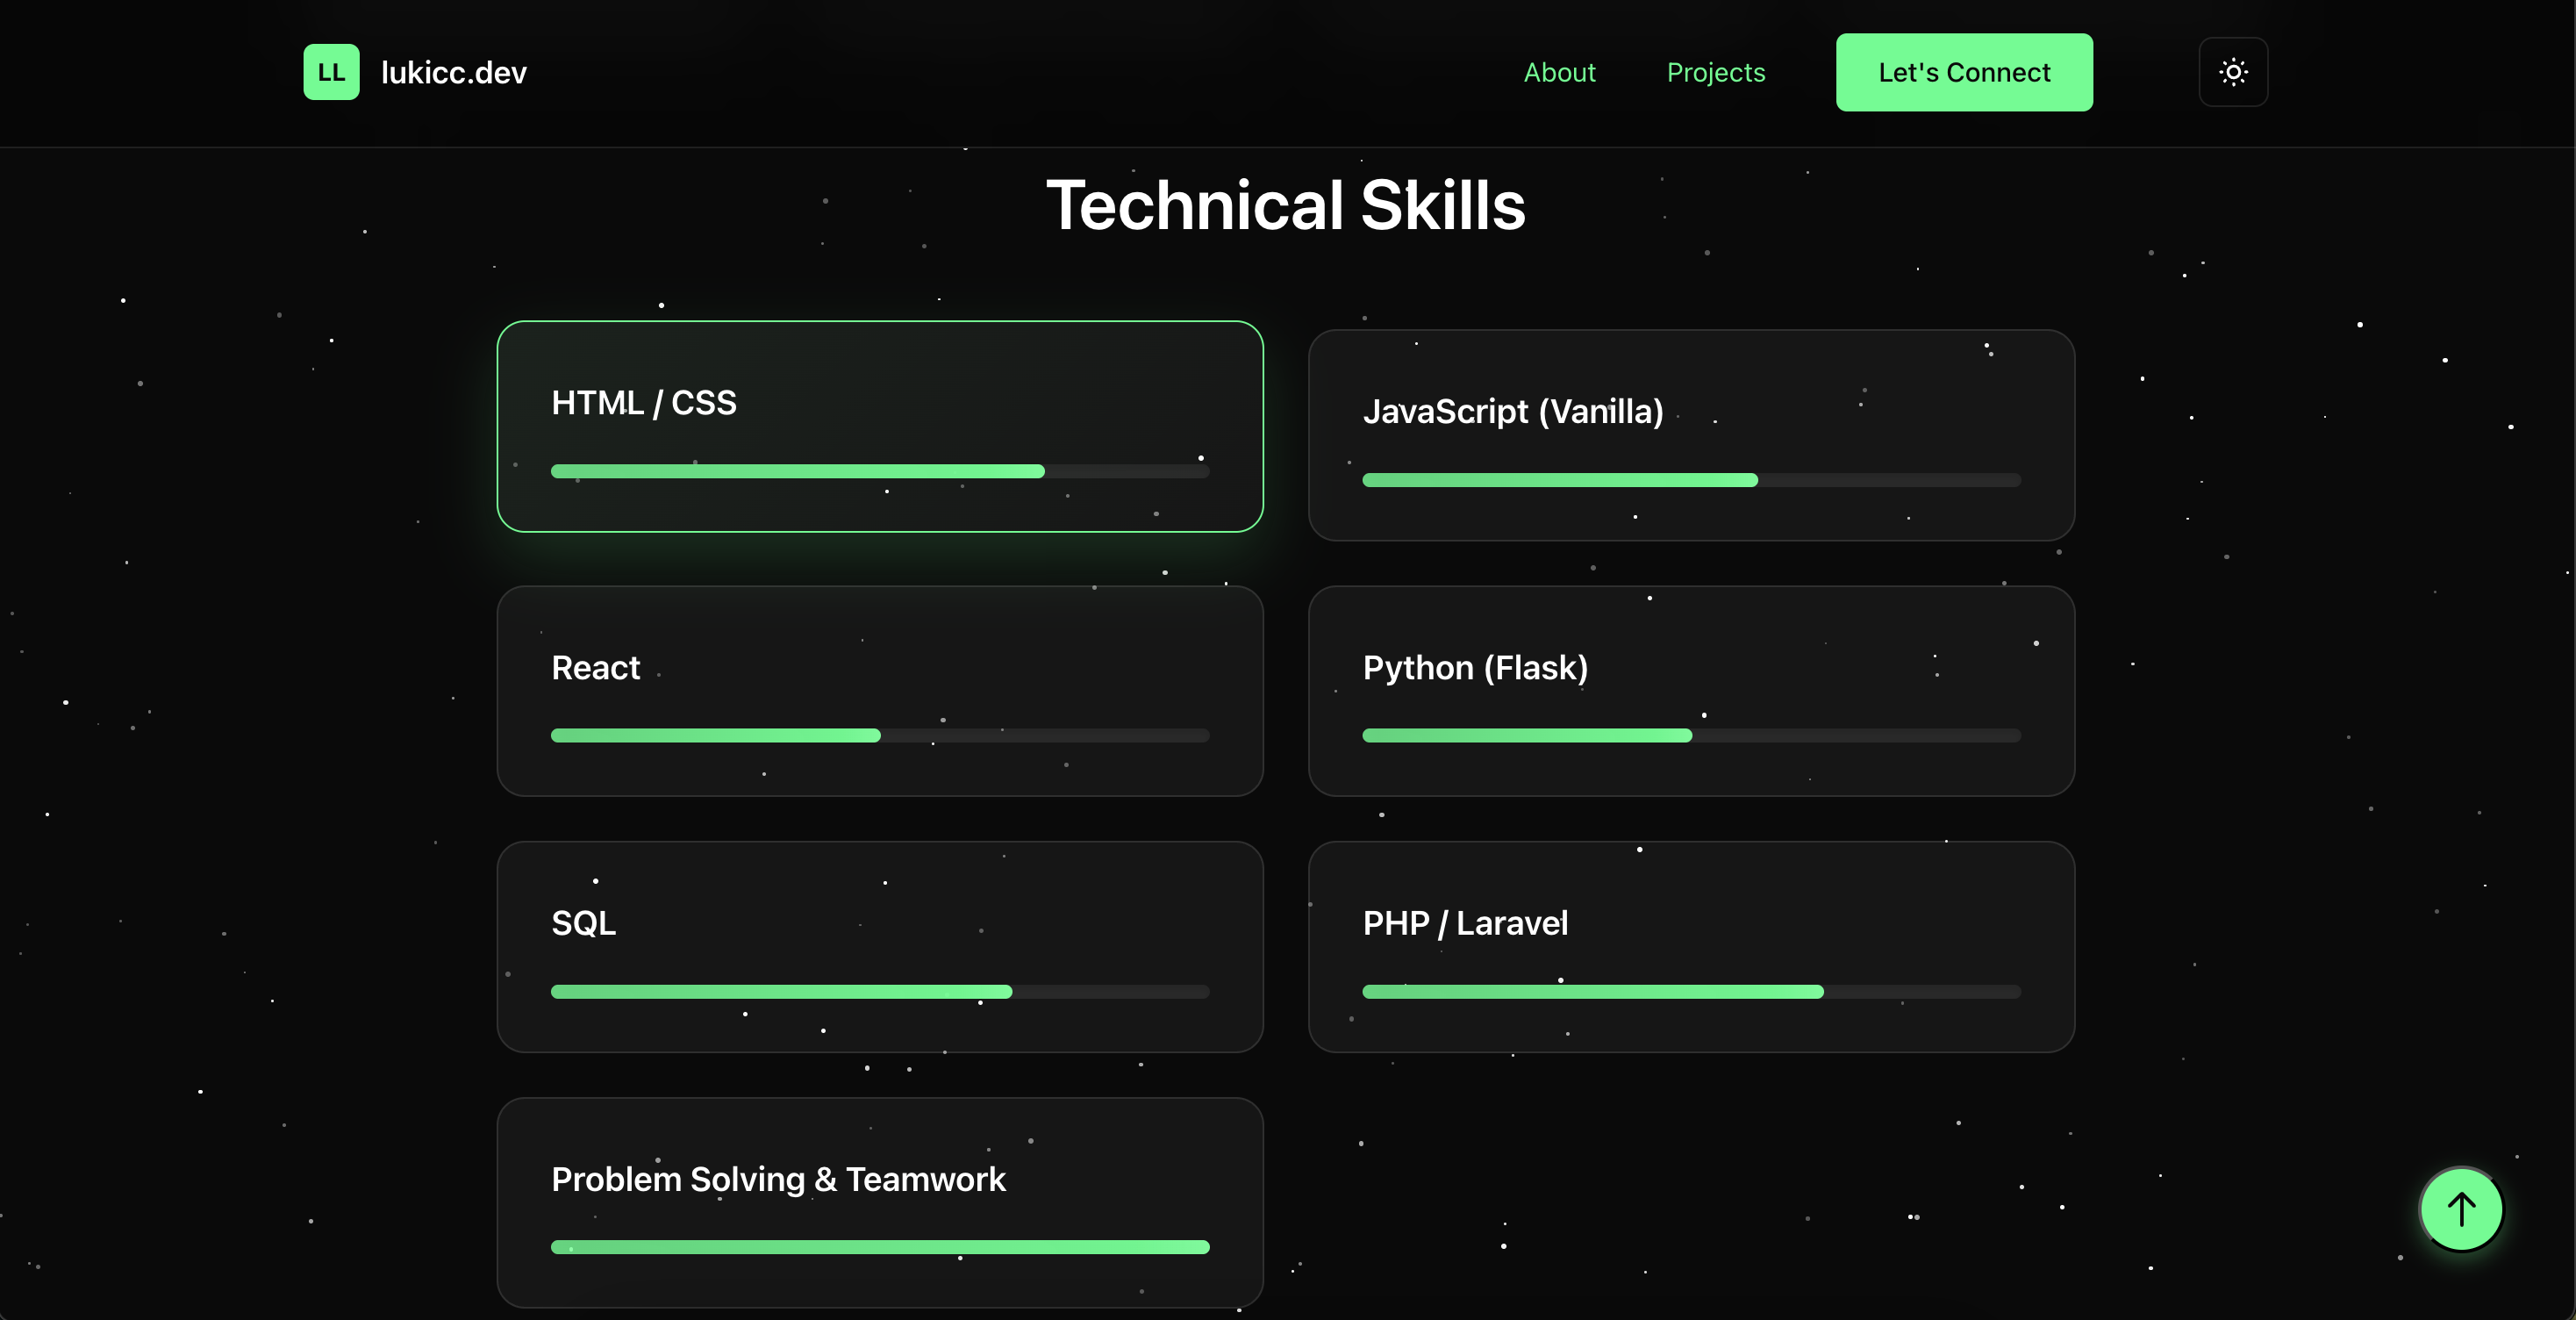 LL lukicc.dev About Projects Let's Connect
Technical Skills
HTML / CSS
JavaScript (Vanilla)
React
Python (Flask)
SQL
PHP / Laravel
Problem Solving & Teamwork